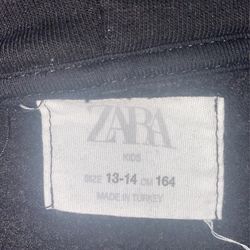 ZARA
KIDS
SIZE 13-14 CM 164
MADE IN TURKEY